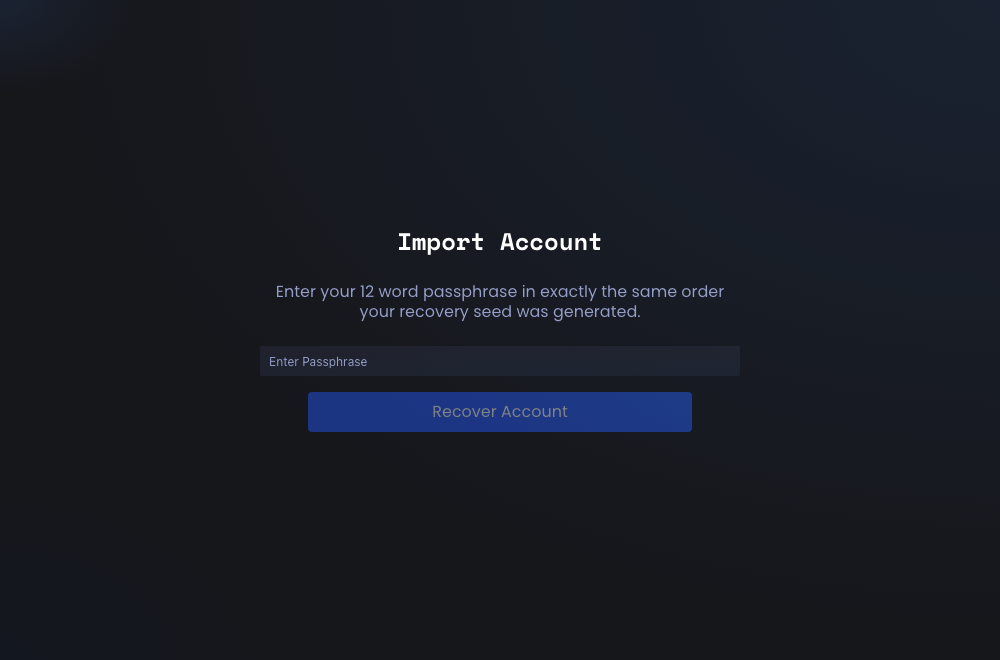 Import Account
Enter your 12 word passphrase in exactly the same order
your recovery seed was generated.
Enter Passphrase
Recover Account